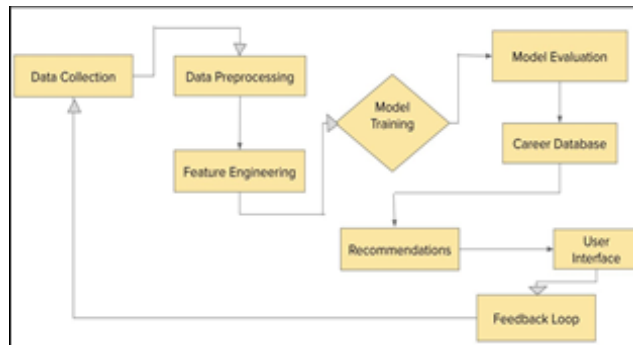 Data Collection
Data Preprocessing
Feature Engineering
Model
Training
Model Evaluation
Career Database
Recommendations
User
Interface
Feedback Loop